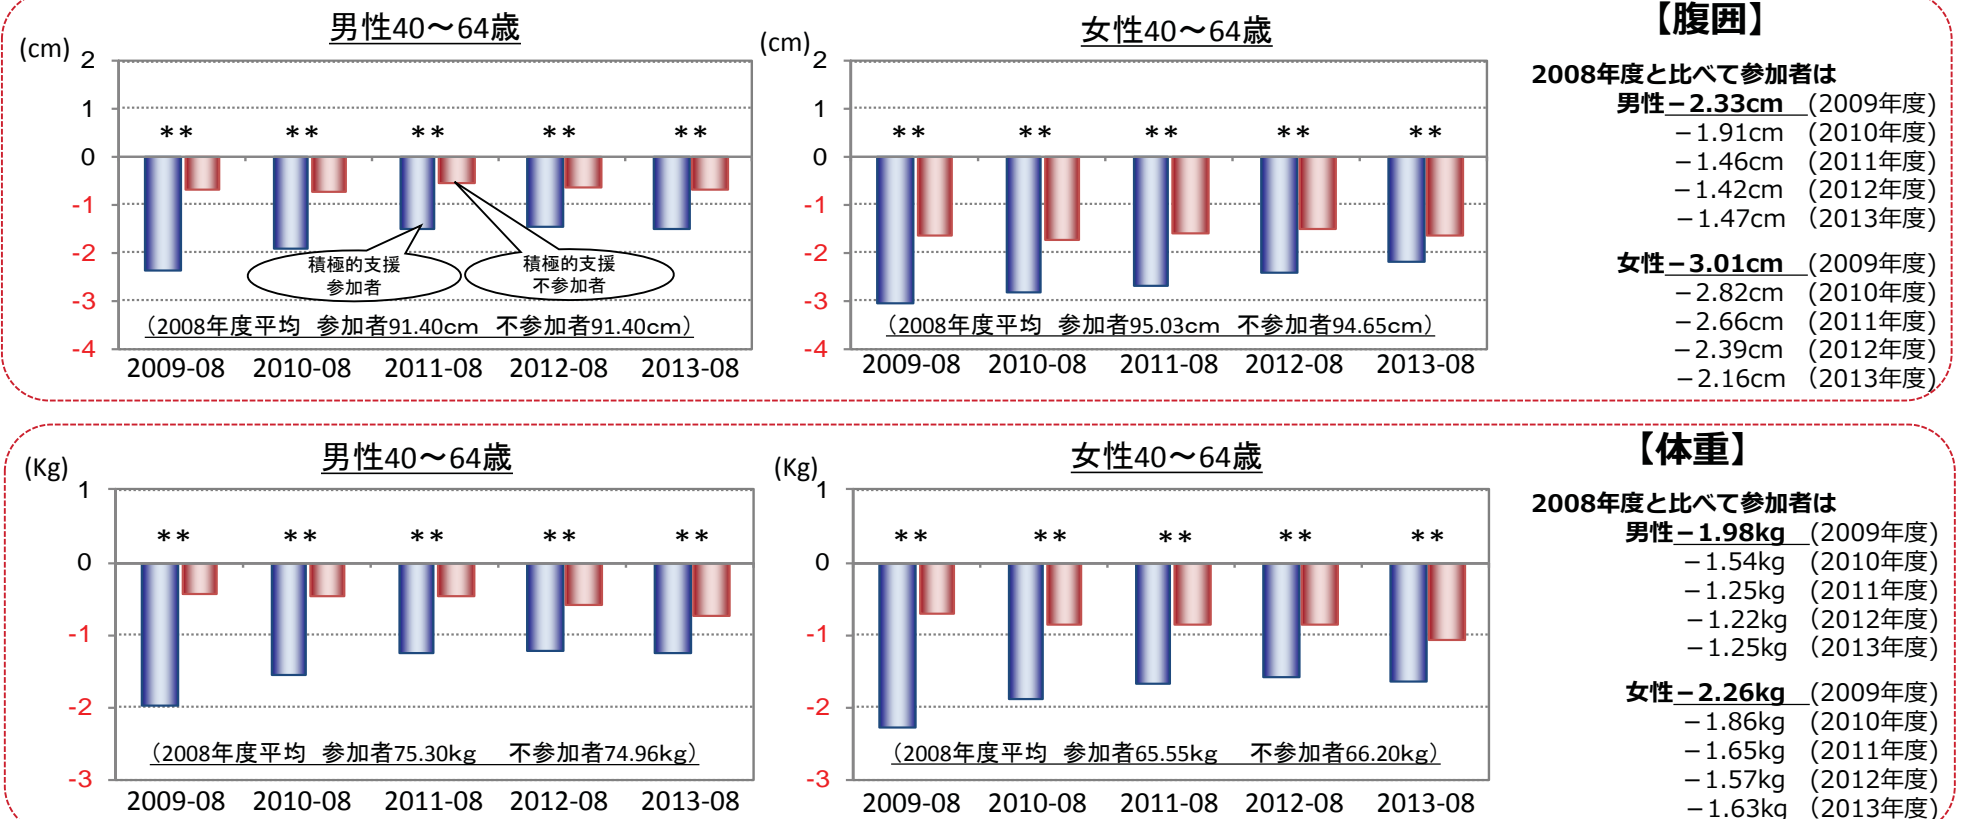 男性40～64歳
(cm)
2
1
0
-1
-2
-3
-4
** ** ** ** **
積極的支援
参加者
積極的支援
不参加者
（2008年度平均 参加者91.40cm 不参加者91.40cm）
2009-08 2010-08 2011-08 2012-08 2013-08
女性40～64歳
(cm)
2
1
0
-1
-2
-3
-4
** ** ** ** **
（2008年度平均 参加者95.03cm 不参加者94.65cm）
2009-08 2010-08 2011-08 2012-08 2013-08
【腹囲】
2008年度と比べて参加者は
男性－2.33cm (2009年度)
－1.91cm (2010年度)
－1.46cm (2011年度)
－1.42cm (2012年度)
－1.47cm (2013年度)
女性－3.01cm (2009年度)
－2.82cm (2010年度)
－2.66cm (2011年度)
－2.39cm (2012年度)
－2.16cm (2013年度)
男性40～64歳
(Kg)
1
0
-1
-2
-3
** ** ** ** **
（2008年度平均 参加者75.30kg 不参加者74.96kg）
2009-08 2010-08 2011-08 2012-08 2013-08
女性40～64歳
(Kg)
1
0
-1
-2
-3
** ** ** ** **
（2008年度平均 参加者65.55kg 不参加者66.20kg）
2009-08 2010-08 2011-08 2012-08 2013-08
【体重】
2008年度と比べて参加者は
男性－1.98kg (2009年度)
－1.54kg (2010年度)
－1.25kg (2011年度)
－1.22kg (2012年度)
－1.25kg (2013年度)
女性－2.26kg (2009年度)
－1.86kg (2010年度)
－1.65kg (2011年度)
－1.57kg (2012年度)
－1.63kg (2013年度)